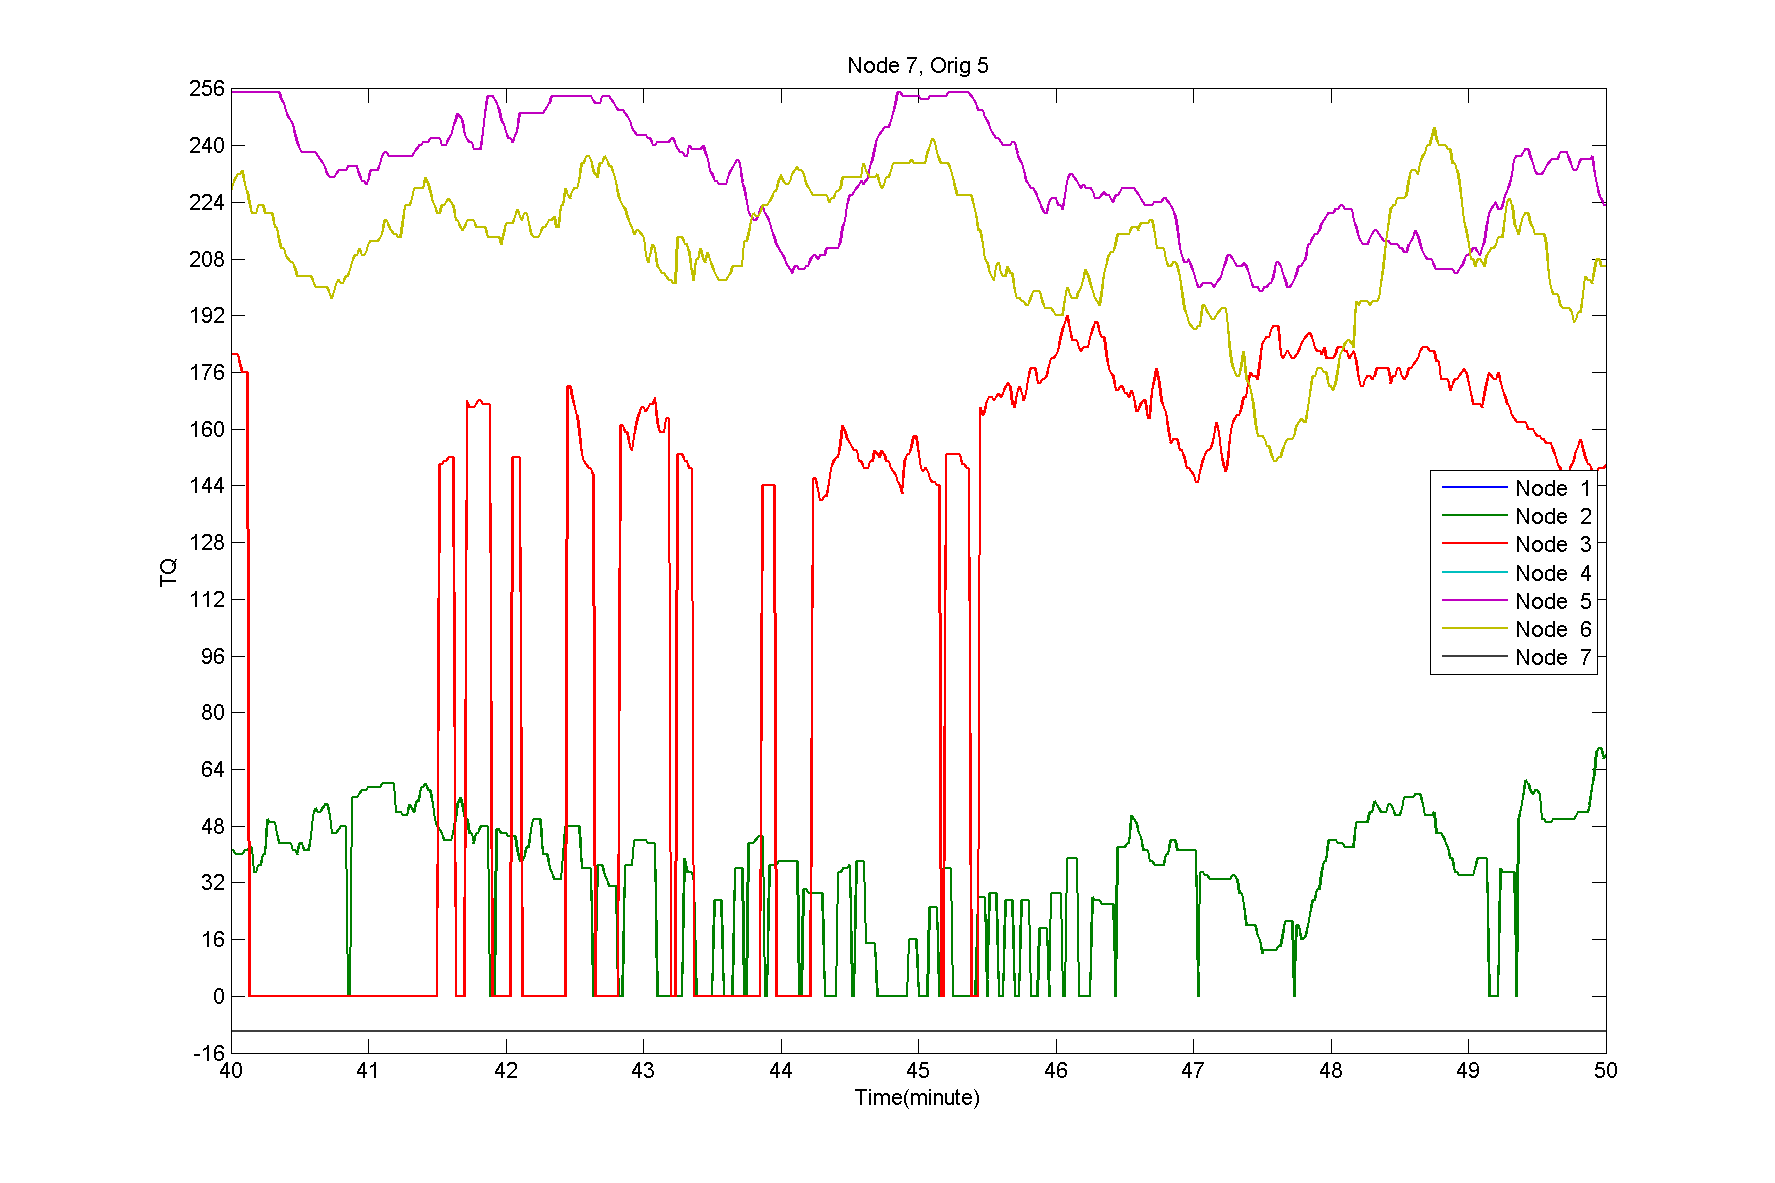 Node 7, Orig 5
256
240
224
208
192
176
160
144
128
112
96
80
64
48
32
16
0
-16
TQ
Node 1
Node 2
Node 3
Node 4
Node 5
Node 6
Node 7
40 41 42 43 44 45 46 47 48 49 50
Time(minute)